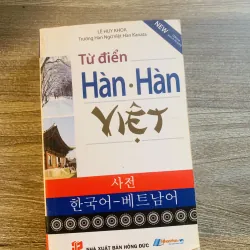 LÊ HUY KHOA
Trường Hàn Ngữ Việt-Hàn Kanata
NEW
Từ điển
Hàn·Hàn
VIỆT
사전
한국어-베트남어
NHÀ XUẤT BẢN HỒNG ĐỨC